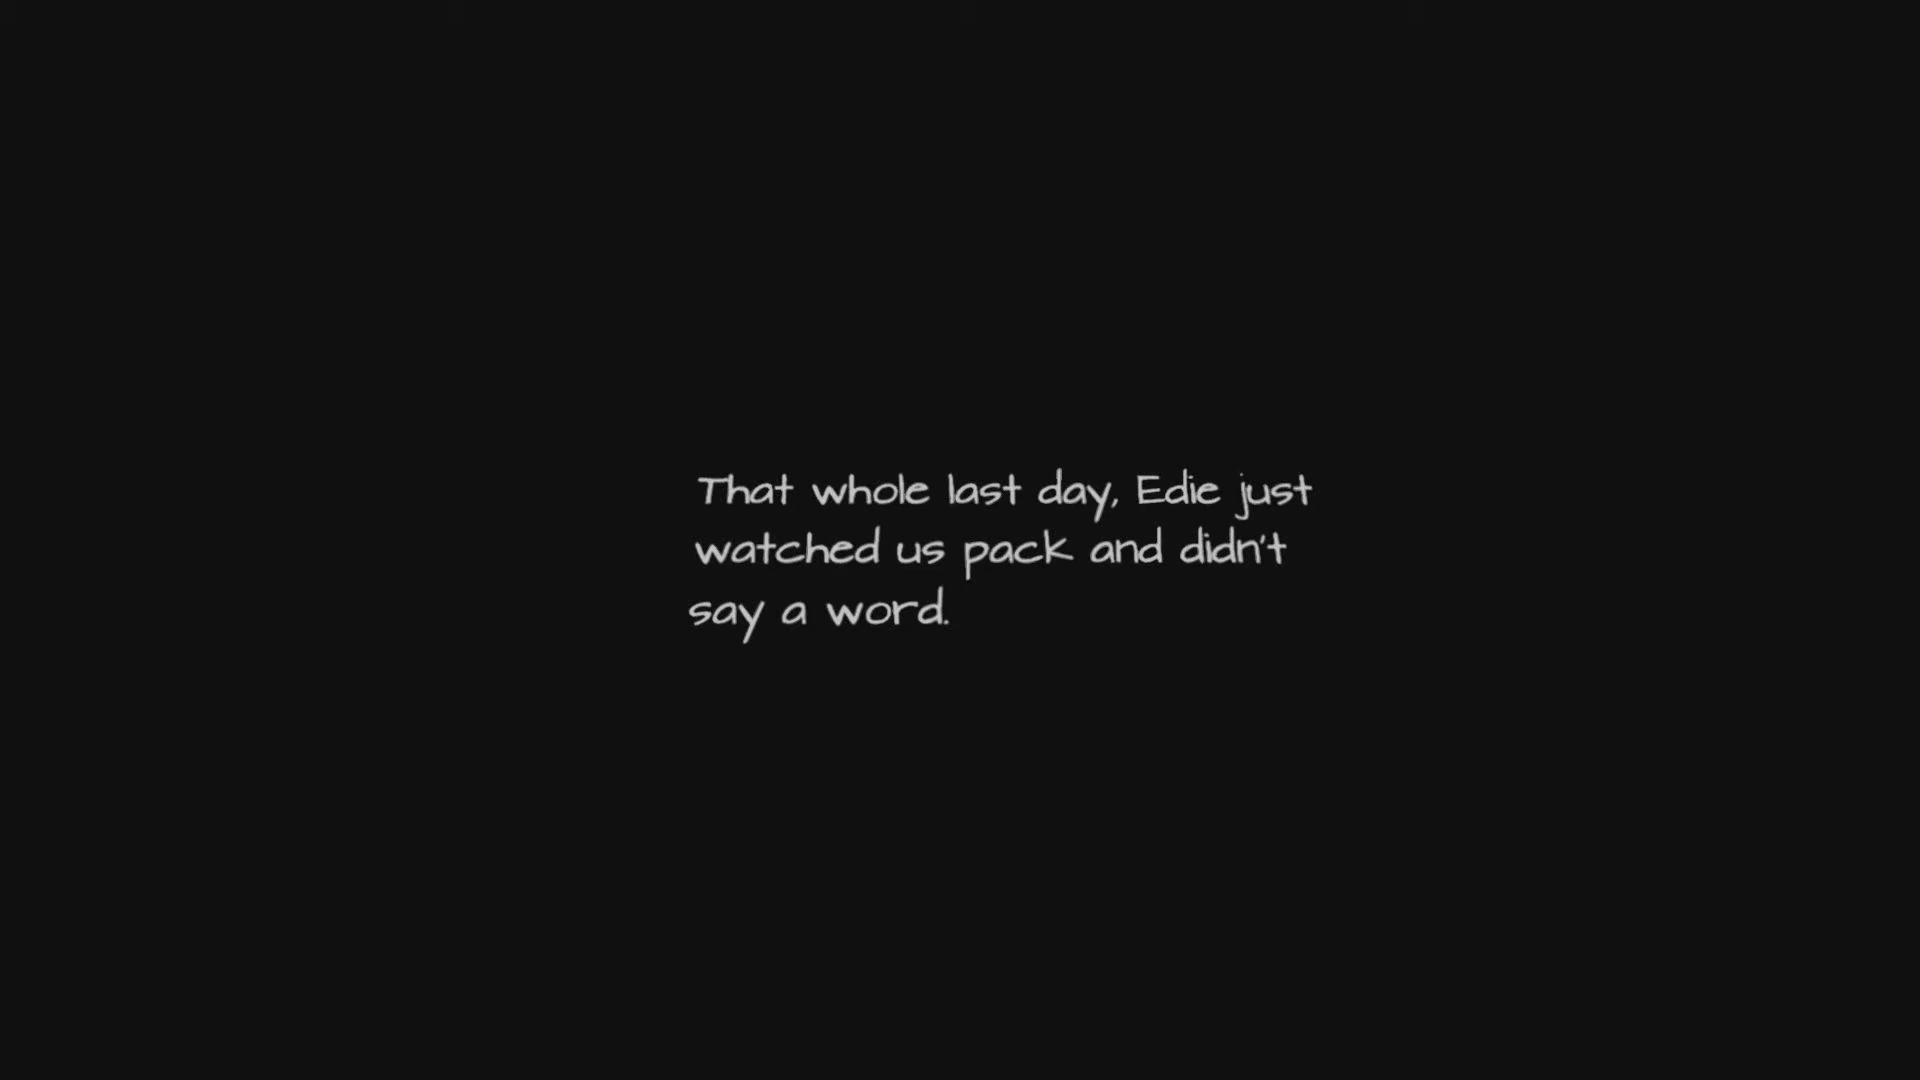 That whole last day, Edie just
watched us pack and didn't
say a word.